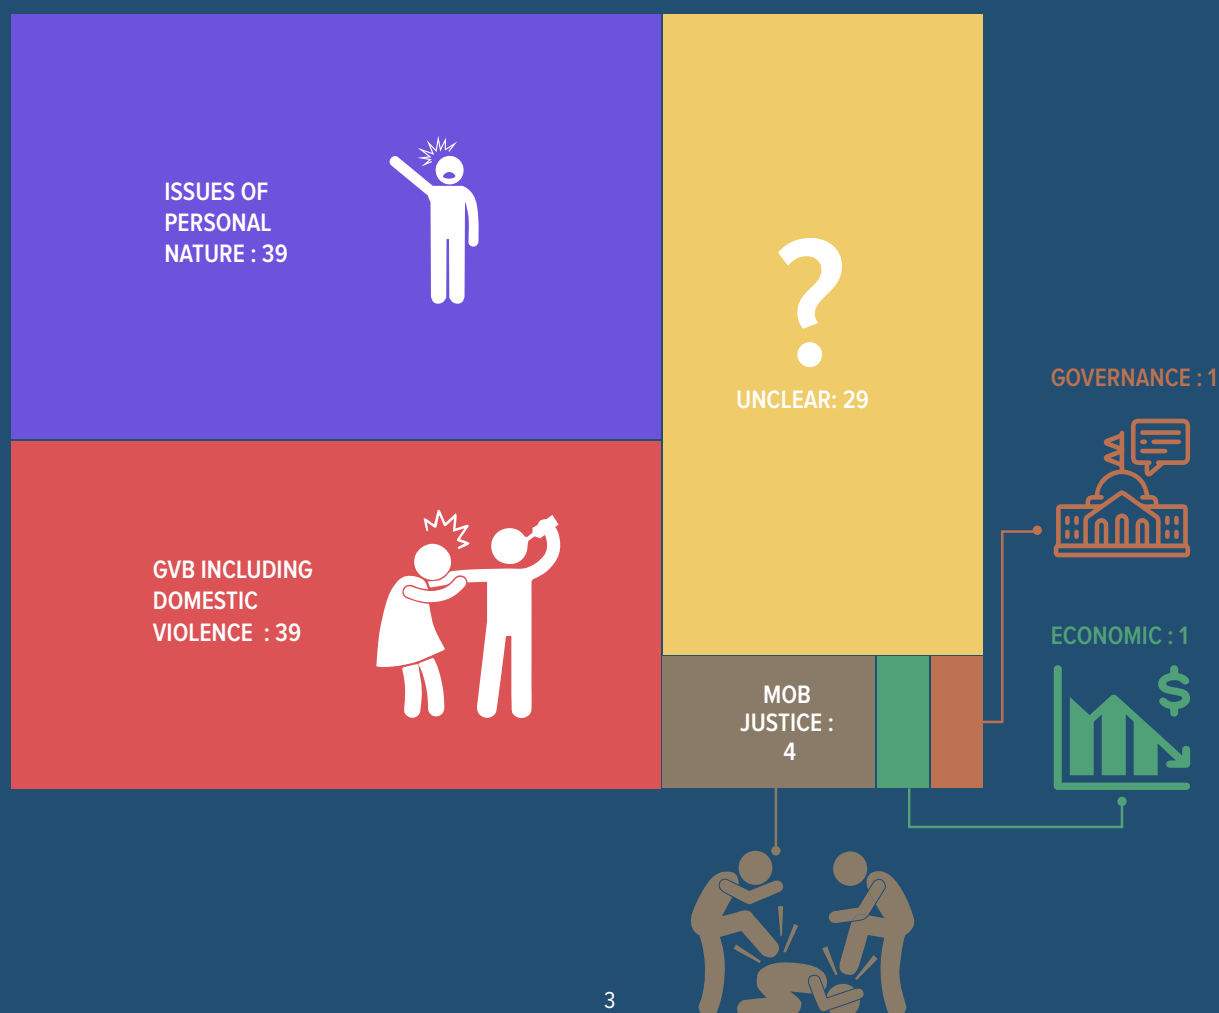 ISSUES OF
PERSONAL
NATURE : 39
?
UNCLEAR: 29
GOVERNANCE : 1
GVB INCLUDING
DOMESTIC
VIOLENCE : 39
ECONOMIC : 1
$
MOB
JUSTICE :
4
3